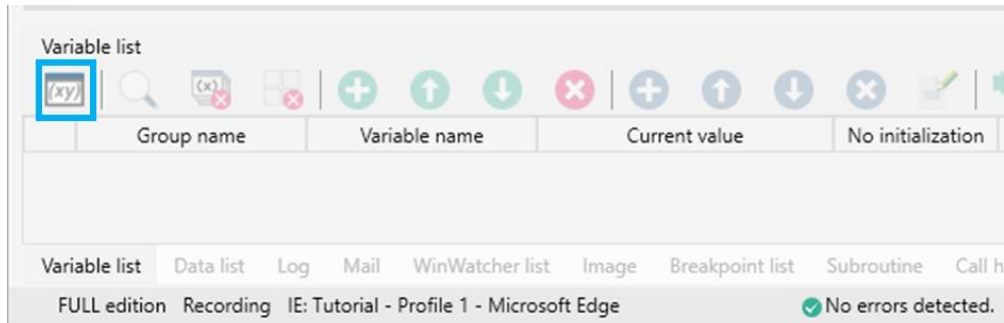 Variable list
(xy) (x)
Group name Variable name Current value No initialization
Variable list Data list Log Mail WinWatcher list Image Breakpoint list Subroutine Call h
FULL edition Recording IE: Tutorial - Profile 1 - Microsoft Edge No errors detected.